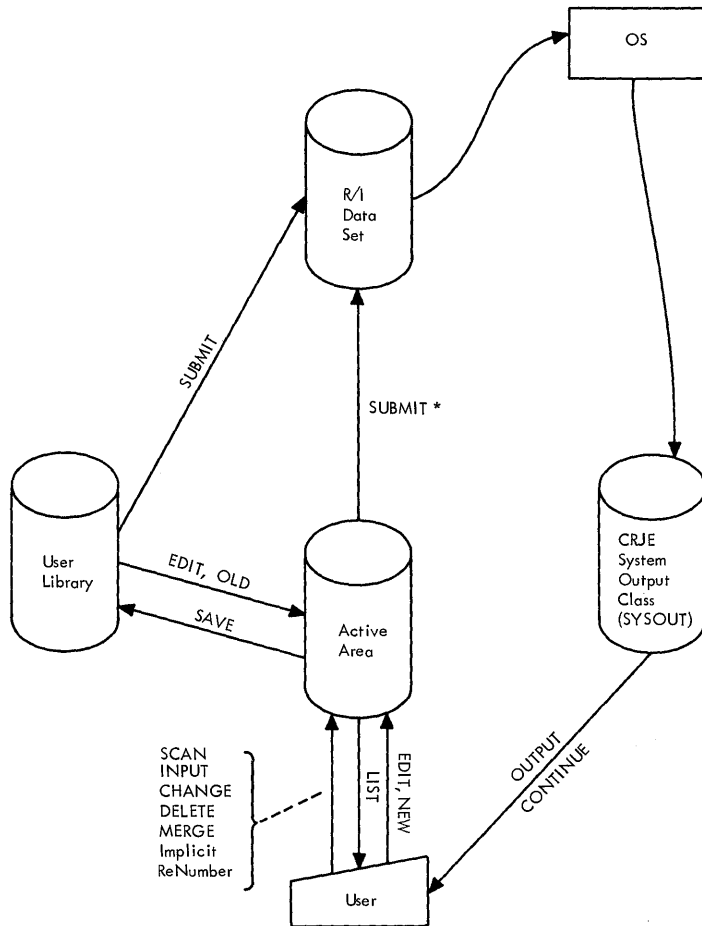 OS
R/I
Data
Set
SUBMIT
SUBMIT *
User
Library
EDIT, OLD
SAVE
Active
Area
CRJE
System
Output
Class
(SYSOUT)
SCAN
INPUT
CHANGE
DELETE
MERGE
Implicit
ReNumber
LIST
EDIT, NEW
OUTPUT
CONTINUE
User